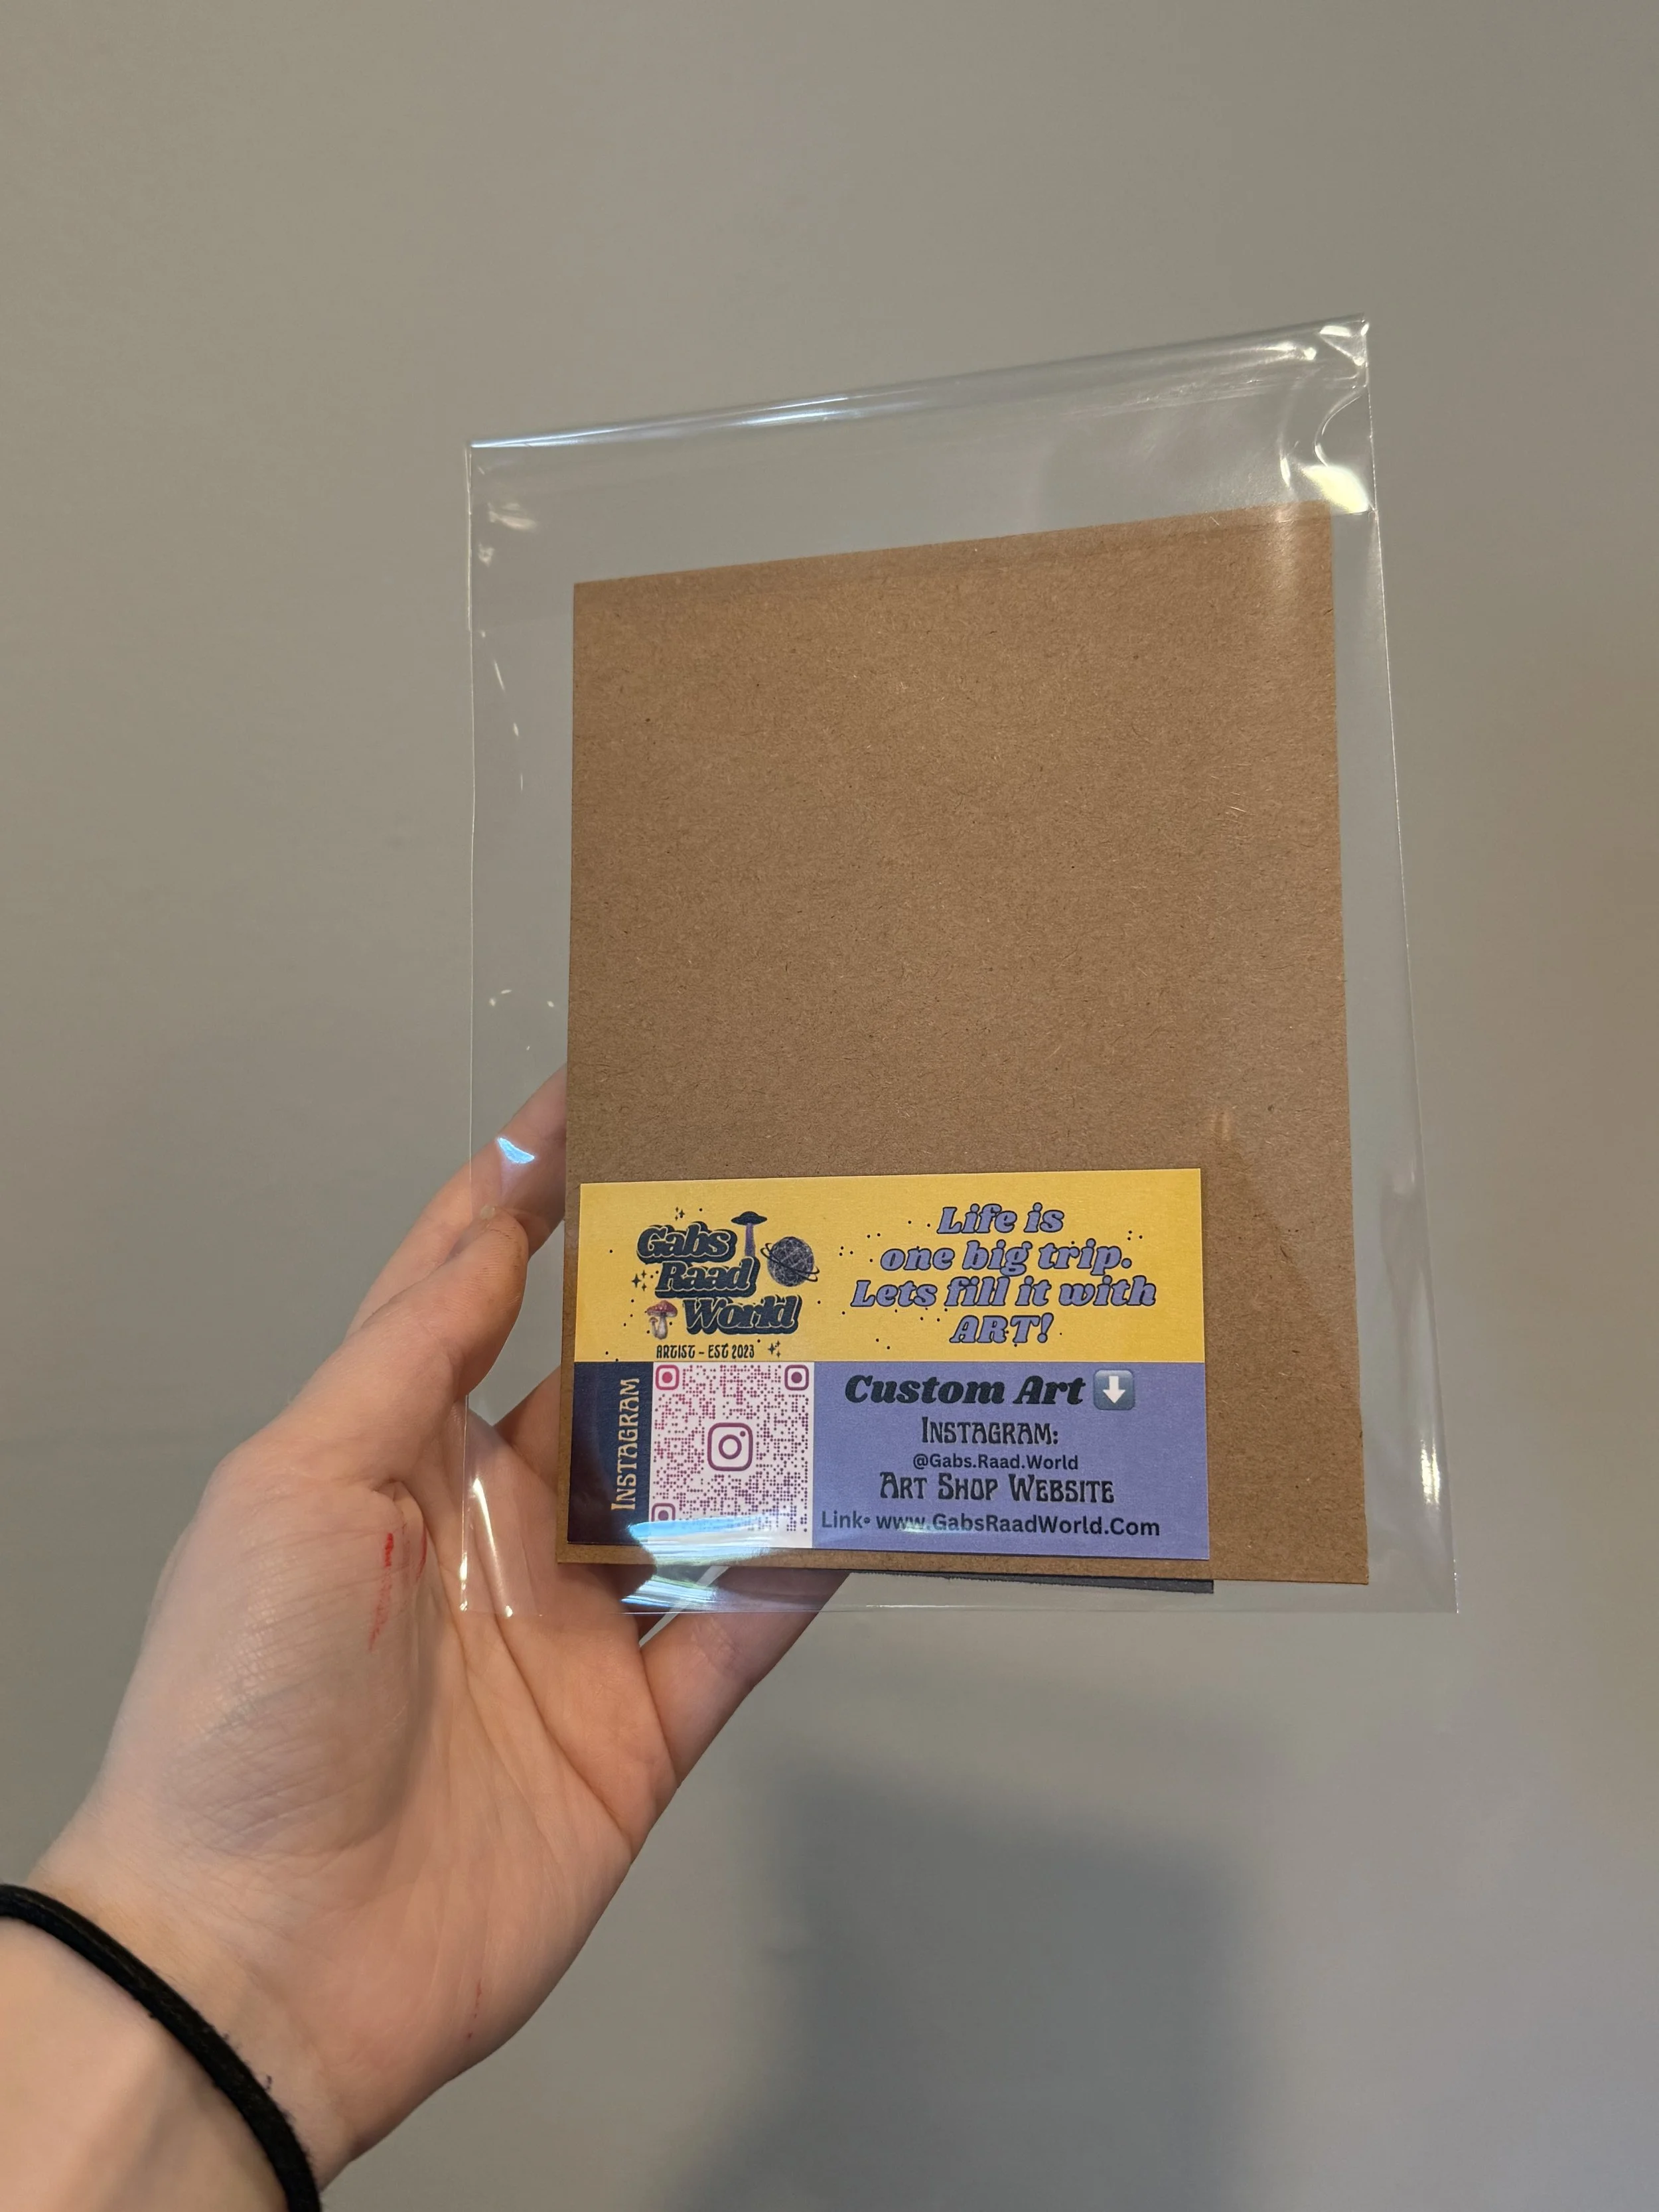 Gabs
Raad
World
ARTIST - EST 2023
Life is
one big trip.
Lets fill it with
ART!
INSTAGRAM
Custom Art ⬇️
INSTAGRAM:
@Gabs.Raad.World
ART SHOP WEBSITE
Link• www.GabsRaadWorld.Com